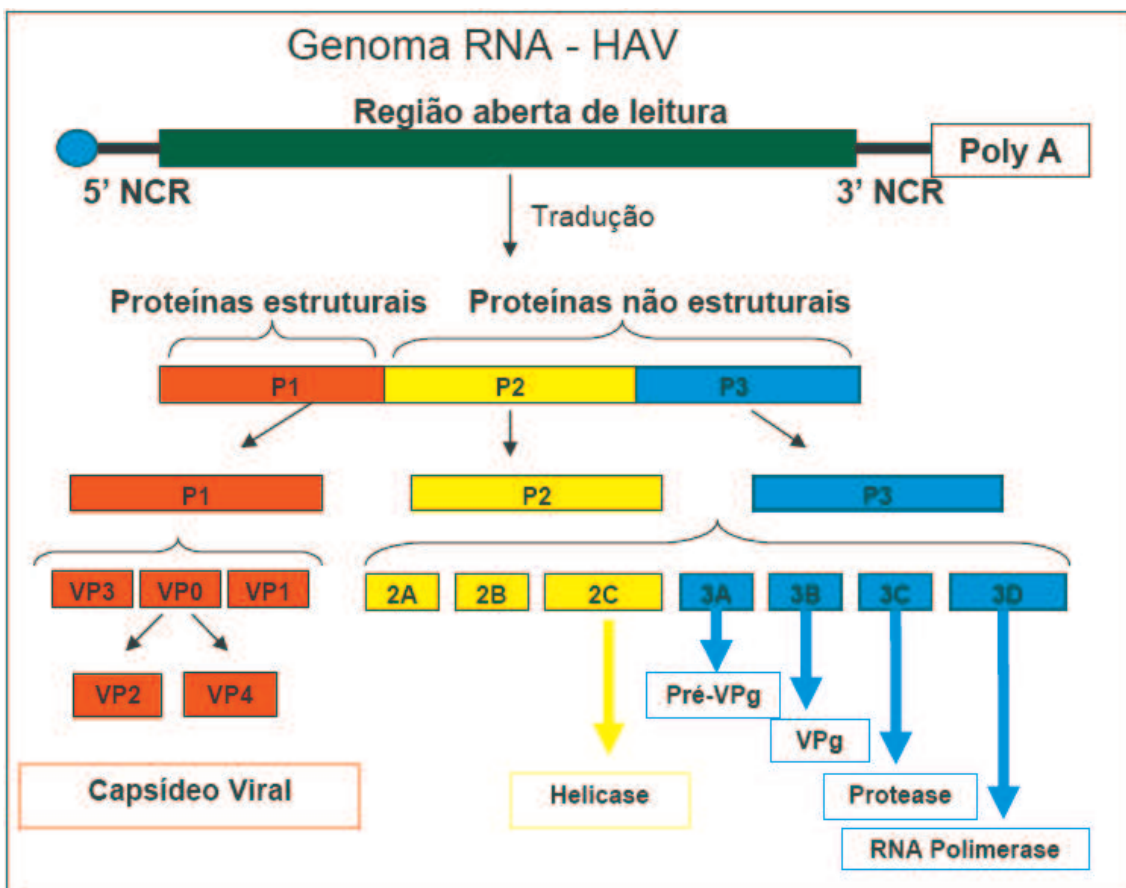 Genoma RNA - HAV
Região aberta de leitura
Poly A
5’ NCR
3’ NCR
Tradução
Proteínas estruturais
Proteínas não estruturais
P1
P2
P3
P1
P2
P3
VP3
VP0
VP1
2A
2B
2C
3A
3B
3C
3D
VP2
VP4
Pré-VPg
VPg
Capsídeo Viral
Helicase
Protease
RNA Polimerase